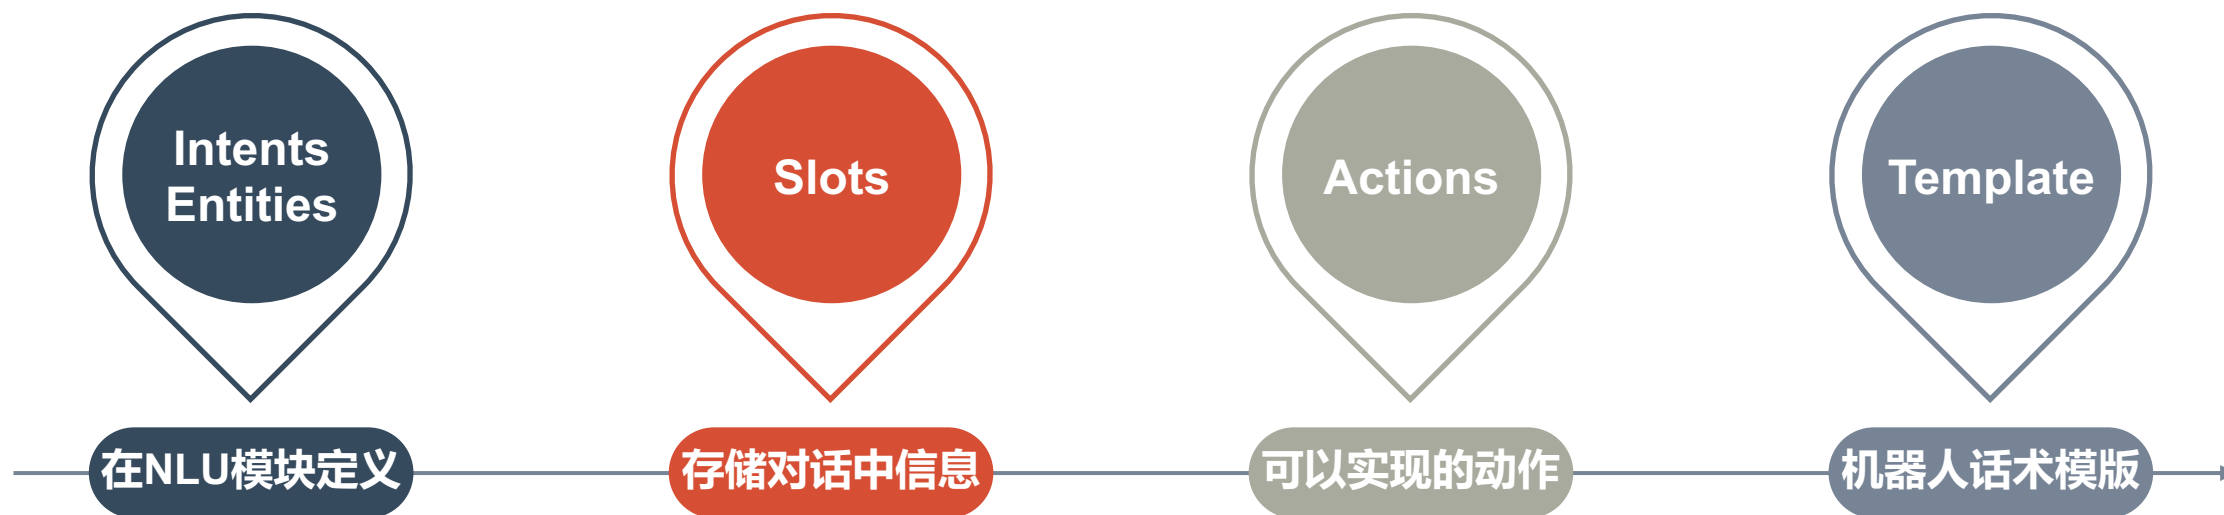 Intents
Entities
Slots
Actions
Template
在NLU模块定义
存储对话中信息
可以实现的动作
机器人话术模版